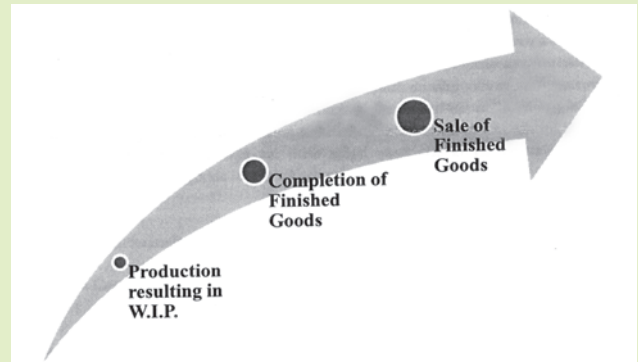 Sale of
Finished
Goods
Completion of
Finished
Goods
Production
resulting in
W.I.P.